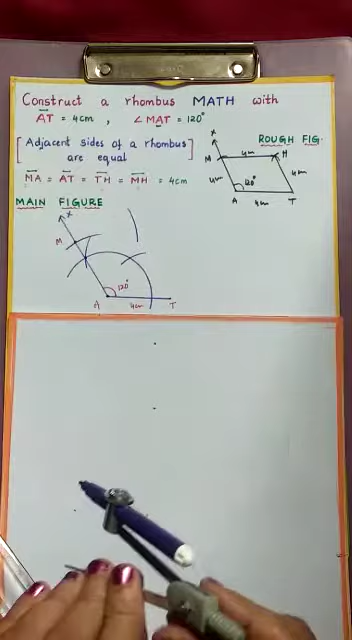 Construct a rhombus MATH with
AT = 4cm, ∠MAT = 120°
[Adjacent sides of a rhombus
are equal]
MA = AT = TH = MH = 4cm
ROUGH FIG.
X
M
4cm
H
4cm
4cm
120°
A
4cm
T
MAIN FIGURE
X
M
120°
A
4cm
T